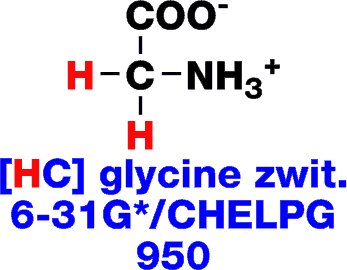 COO⁻
H–C–NH₃⁺
H
[HC] glycine zwit.
6-31G*/CHELPG
950